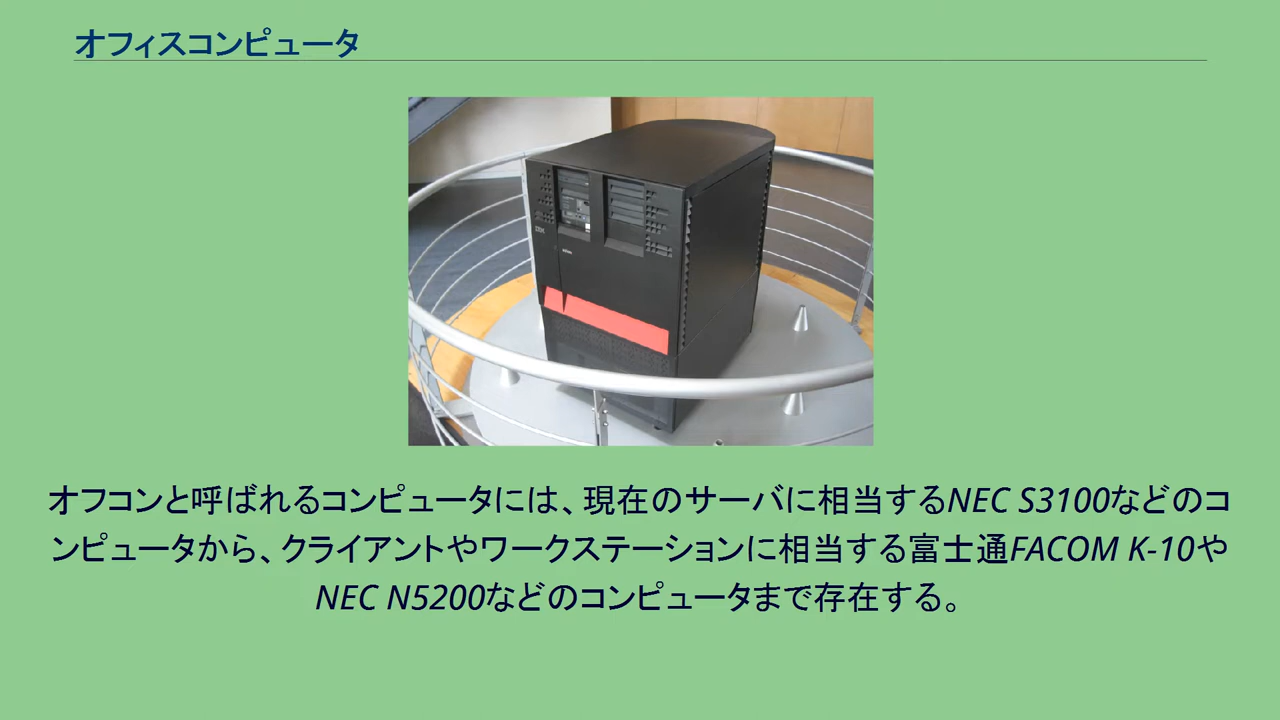 オフィスコンピュータ
IBM
オフコンと呼ばれるコンピュータには、現在のサーバに相当するNEC S3100などのコ
ンピュータから、クライアントやワークステーションに相当する富士通FACOM K-10や
NEC N5200などのコンピュータまで存在する。